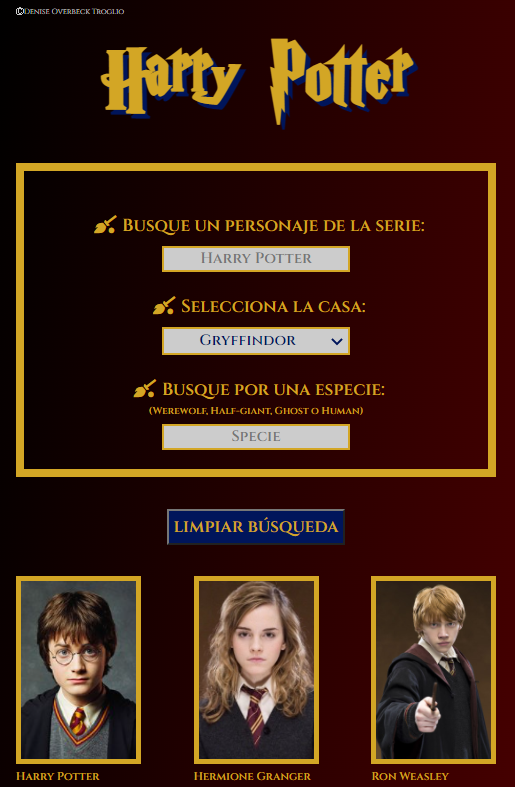 ©Denise Overbeck Troglio
Harry Potter
Busque un personaje de la serie:
Harry Potter
Selecciona la casa:
Gryffindor
Busque por una especie:
(Werewolf, Half-giant, Ghost o Human)
Specie
LIMPIAR BÚSQUEDA
Harry Potter
Hermione Granger
Ron Weasley